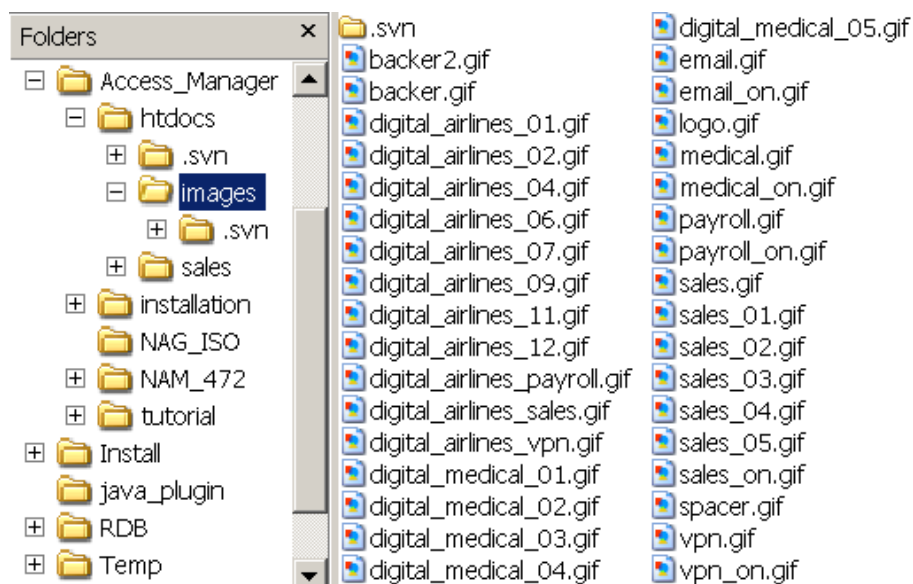 Folders
Access_Manager
htdocs
.svn
images
.svn
sales
installation
NAG_ISO
NAM_472
tutorial
Install
java_plugin
RDB
Temp
.svn
backer2.gif
backer.gif
digital_airlines_01.gif
digital_airlines_02.gif
digital_airlines_04.gif
digital_airlines_06.gif
digital_airlines_07.gif
digital_airlines_09.gif
digital_airlines_11.gif
digital_airlines_12.gif
digital_airlines_payroll.gif
digital_airlines_sales.gif
digital_airlines_vpn.gif
digital_medical_01.gif
digital_medical_02.gif
digital_medical_03.gif
digital_medical_04.gif
digital_medical_05.gif
email.gif
email_on.gif
logo.gif
medical.gif
medical_on.gif
payroll.gif
payroll_on.gif
sales.gif
sales_01.gif
sales_02.gif
sales_03.gif
sales_04.gif
sales_05.gif
sales_on.gif
spacer.gif
vpn.gif
vpn_on.gif